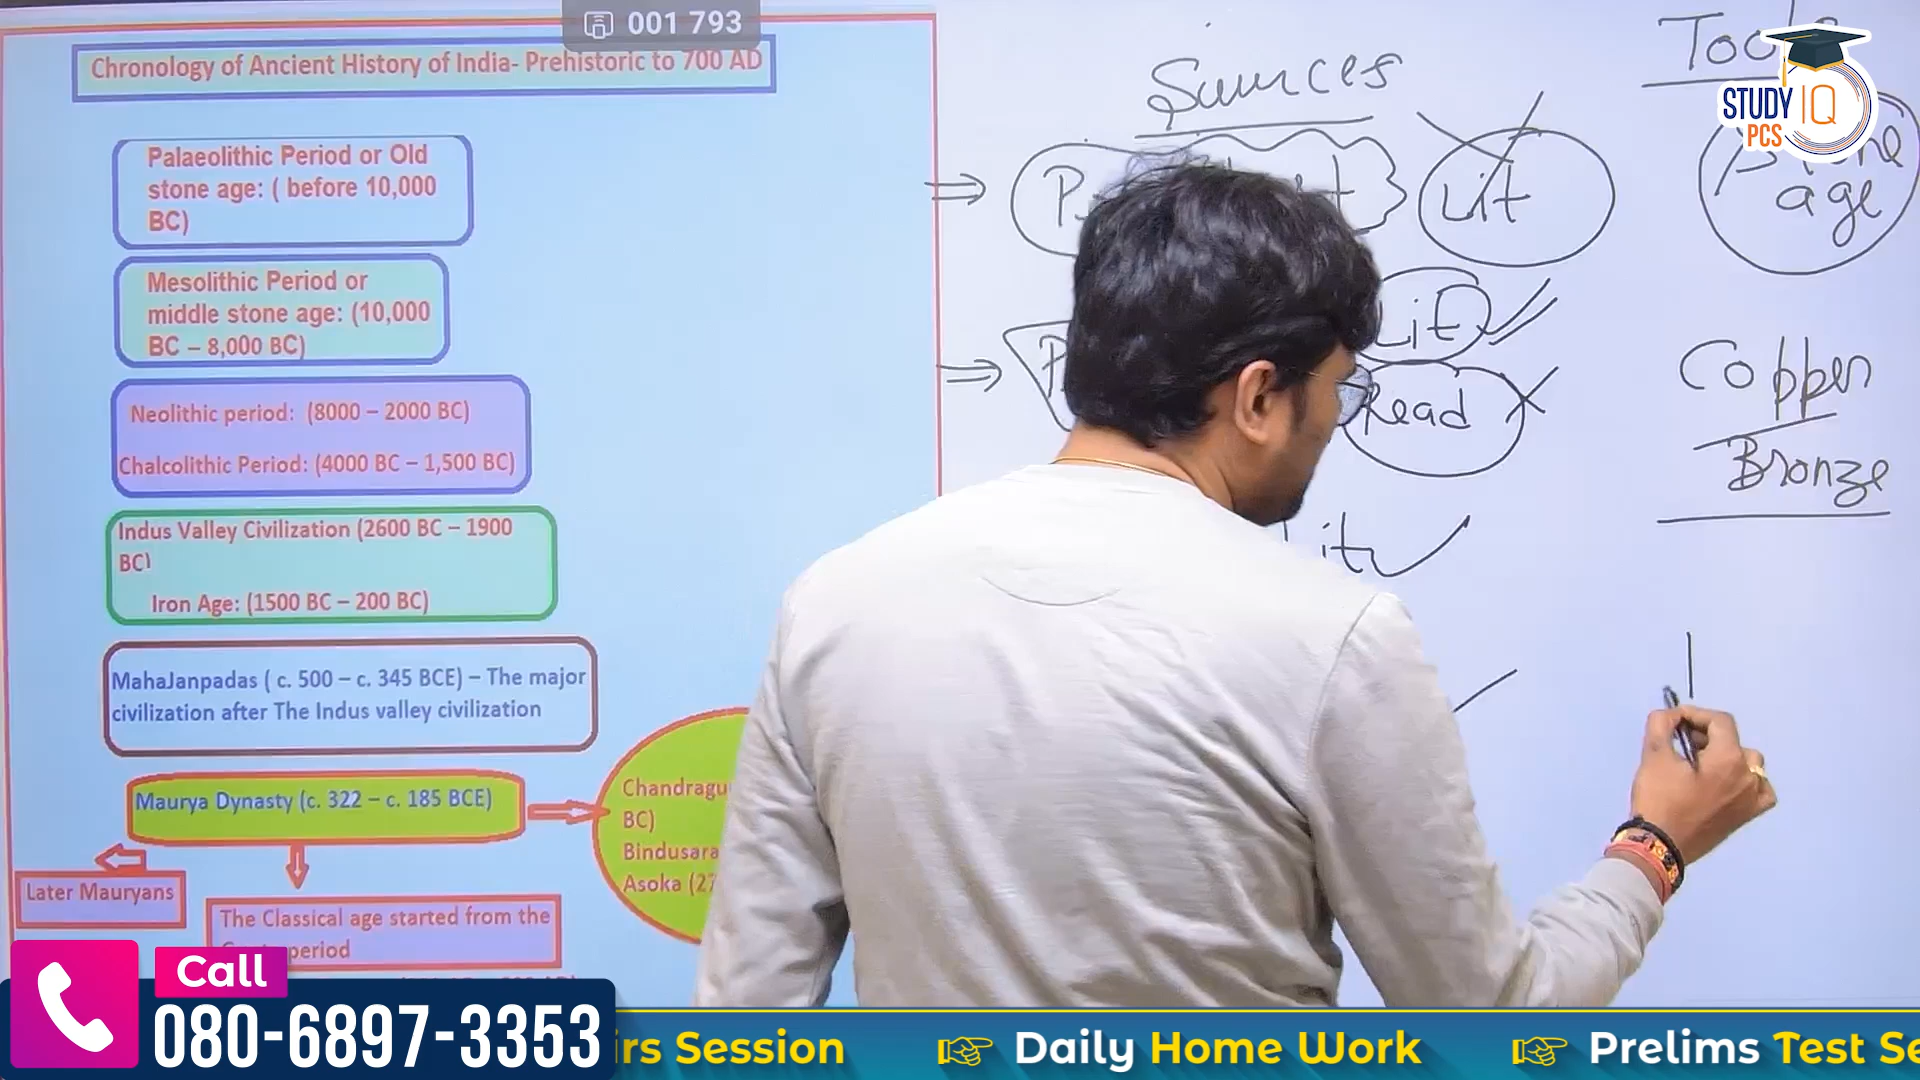 001 793
Chronology of Ancient History of India- Prehistoric to 700 AD
Palaeolithic Period or Old
stone age: ( before 10,000
BC)
Mesolithic Period or
middle stone age: (10,000
BC – 8,000 BC)
Neolithic period: (8000 – 2000 BC)
Chalcolithic Period: (4000 BC – 1,500 BC)
Indus Valley Civilization (2600 BC – 1900
BC)
Iron Age: (1500 BC – 200 BC)
MahaJanpadas ( c. 500 – c. 345 BCE) – The major
civilization after The Indus valley civilization
Maurya Dynasty (c. 322 – c. 185 BCE)
BC)
Bindusara
Asoka (27
Later Mauryans
The Classical age started from the
period
Sources
Lit
Lit
Read
Lit
age
Copper
Bronze
STUDY IQ
PCS
Call
080-6897-3353
Session
Daily Home Work
Prelims Test